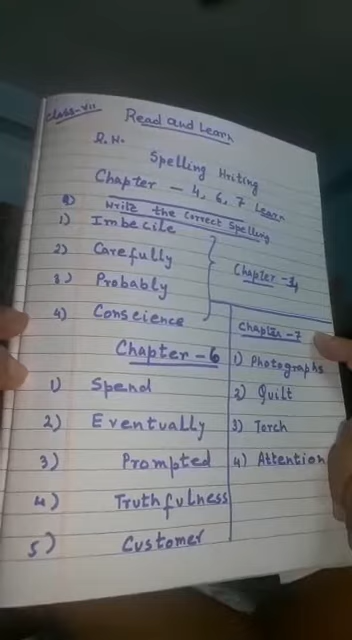 Class-VII
Read and Learn
R.N.
Spelling Writing
Chapter - 4, 6, 7 Learn
Q) Write the Correct Spelling
1) Imbecile
2) Carefully
3) Probably
4) Conscience
Chapter - 4
Chapter - 6
1) Spend
2) Eventually
3) Prompted
4) Truthfulness
5) Customer
Chapter - 7
1) Photographs
2) Quilt
3) Torch
4) Attention